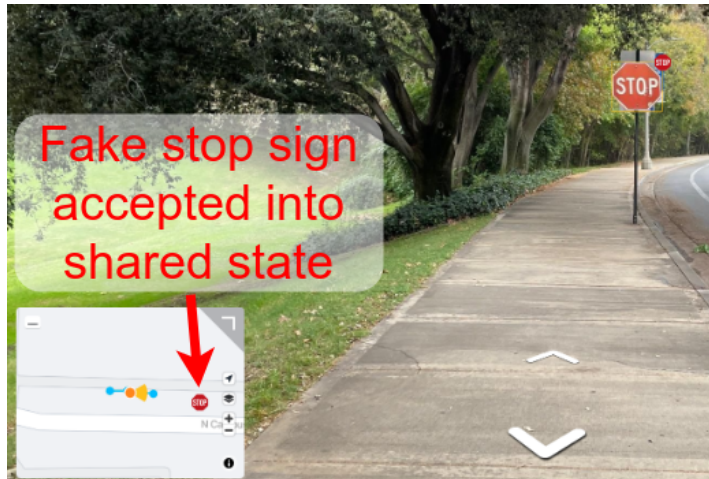 STOP
STOP
Fake stop sign
accepted into
shared state
STOP
N Ca